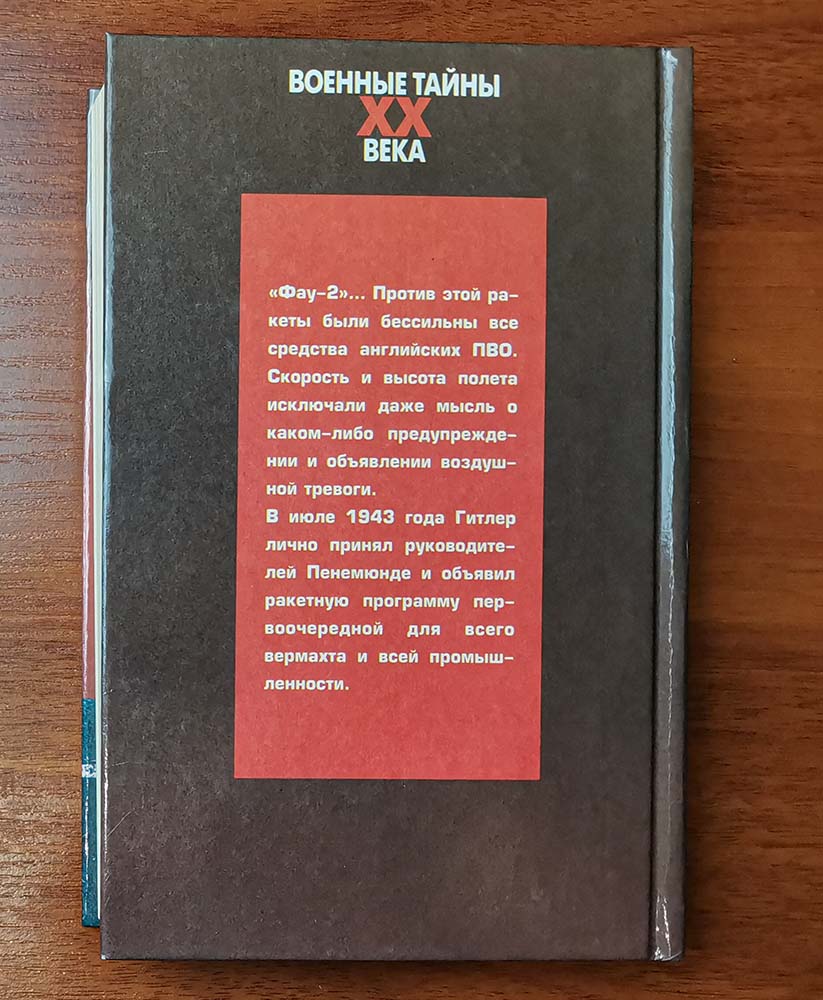 ВОЕННЫЕ ТАЙНЫ
XX
ВЕКА
«Фау-2»... Против этой ра-
кеты были бессильны все
средства английских ПВО.
Скорость и высота полета
исключали даже мысль о
каком-либо предупрежде-
нии и объявлении воздуш-
ной тревоги.
В июле 1943 года Гитлер
лично принял руководите-
лей Пенемюнде и объявил
ракетную программу пер-
воочередной для всего
вермахта и всей промыш-
ленности.